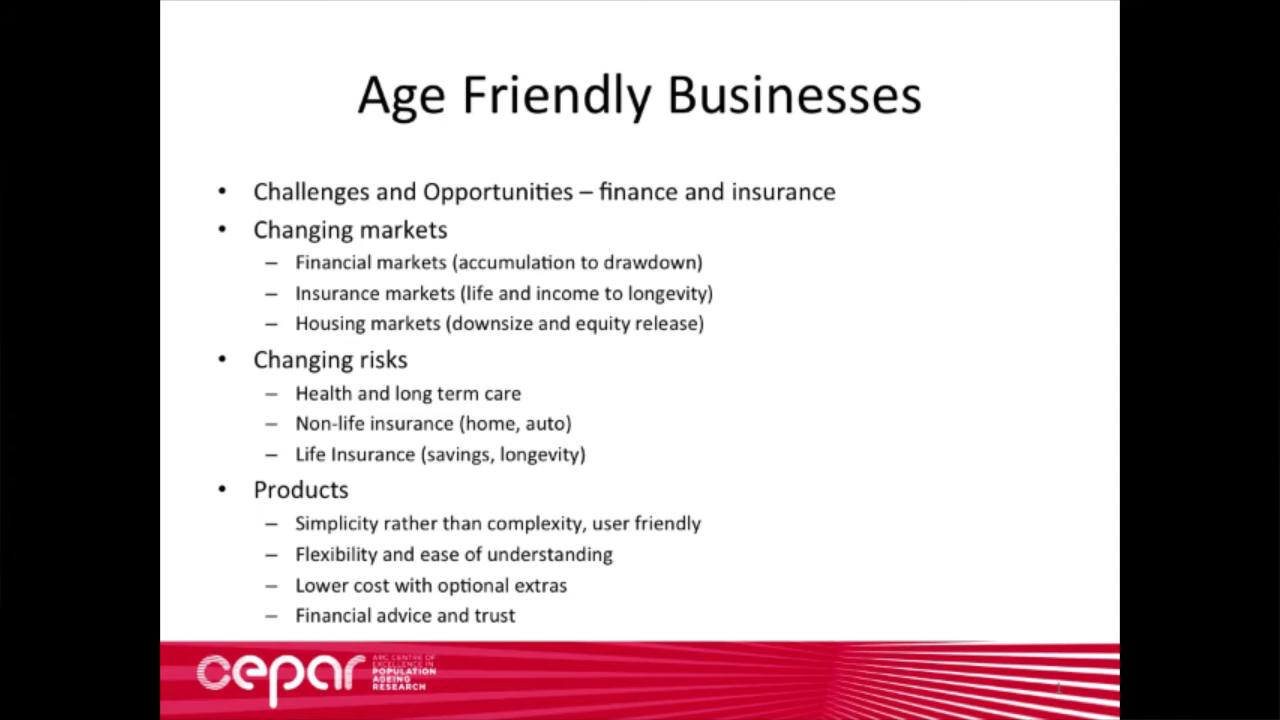 Age Friendly Businesses
• Challenges and Opportunities – finance and insurance
• Changing markets
– Financial markets (accumulation to drawdown)
– Insurance markets (life and income to longevity)
– Housing markets (downsize and equity release)
• Changing risks
– Health and long term care
– Non-life insurance (home, auto)
– Life Insurance (savings, longevity)
• Products
– Simplicity rather than complexity, user friendly
– Flexibility and ease of understanding
– Lower cost with optional extras
– Financial advice and trust
cepar
ARC CENTRE OF
EXCELLENCE IN
POPULATION
AGEING
RESEARCH
1